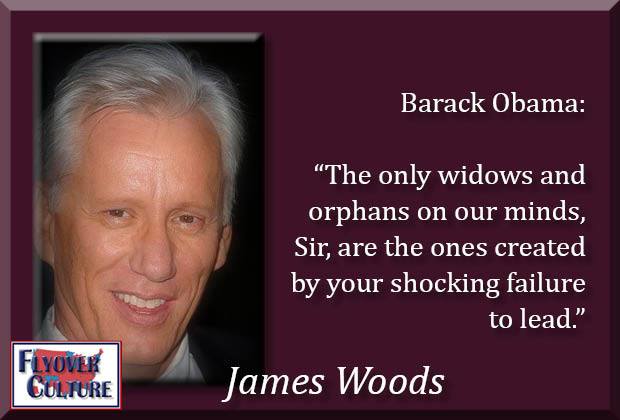 Barack Obama:
“The only widows and
orphans on our minds,
Sir, are the ones created
by your shocking failure
to lead.”
James Woods
FLYOVER
CULTURE